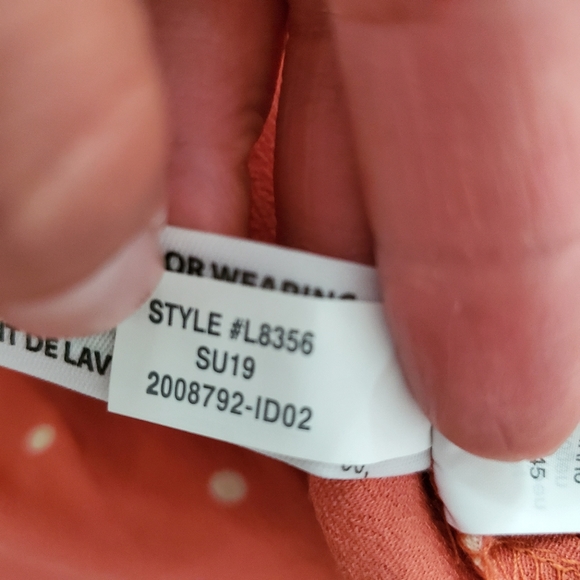 OR WEARING
STYLE #L8356
SU19
2008792-ID02
DE LAV